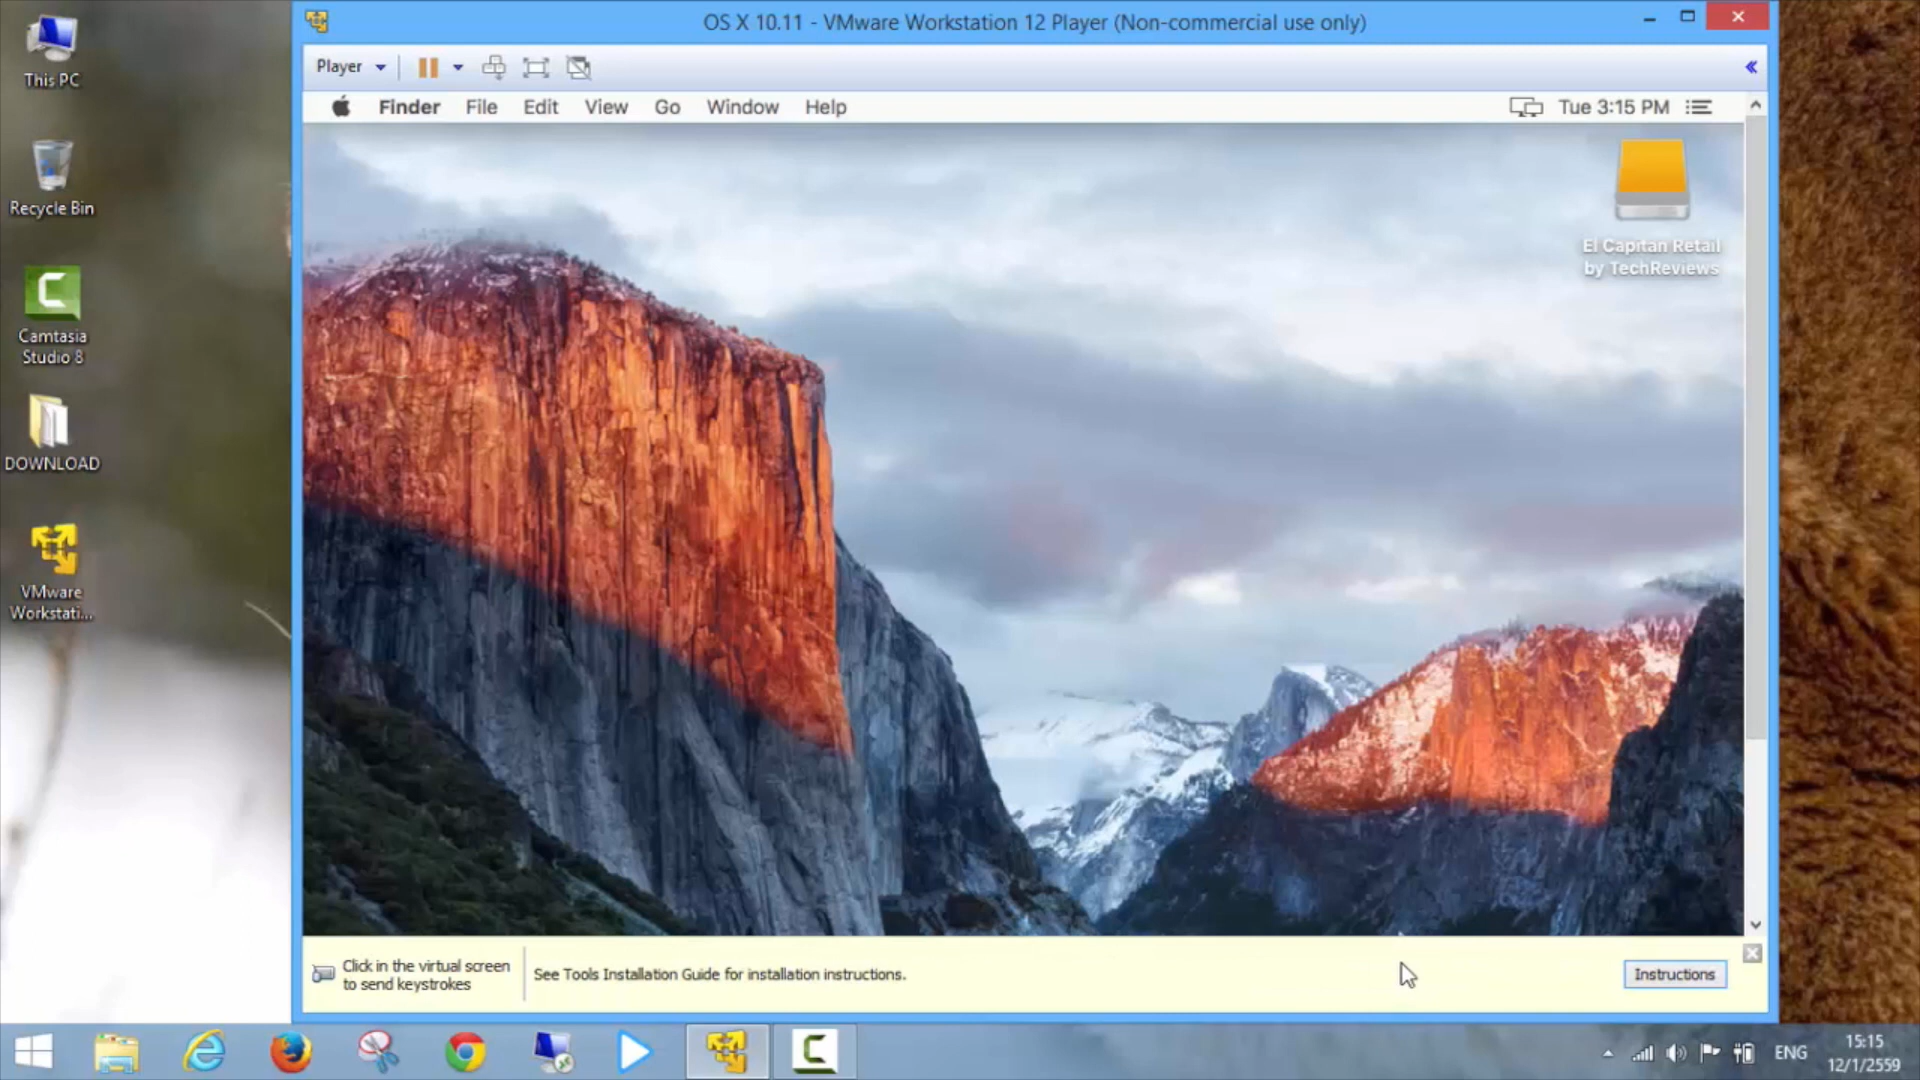 This PC
Recycle Bin
Camtasia
Studio 8
DOWNLOAD
VMware
Workstati...
OS X 10.11 - VMware Workstation 12 Player (Non-commercial use only)
Player
Finder File Edit View Go Window Help
Tue 3:15 PM
El Capitan Retail
by TechReviews
Click in the virtual screen
to send keystrokes
See Tools Installation Guide for installation instructions.
Instructions
ENG
15:15
12/1/2559